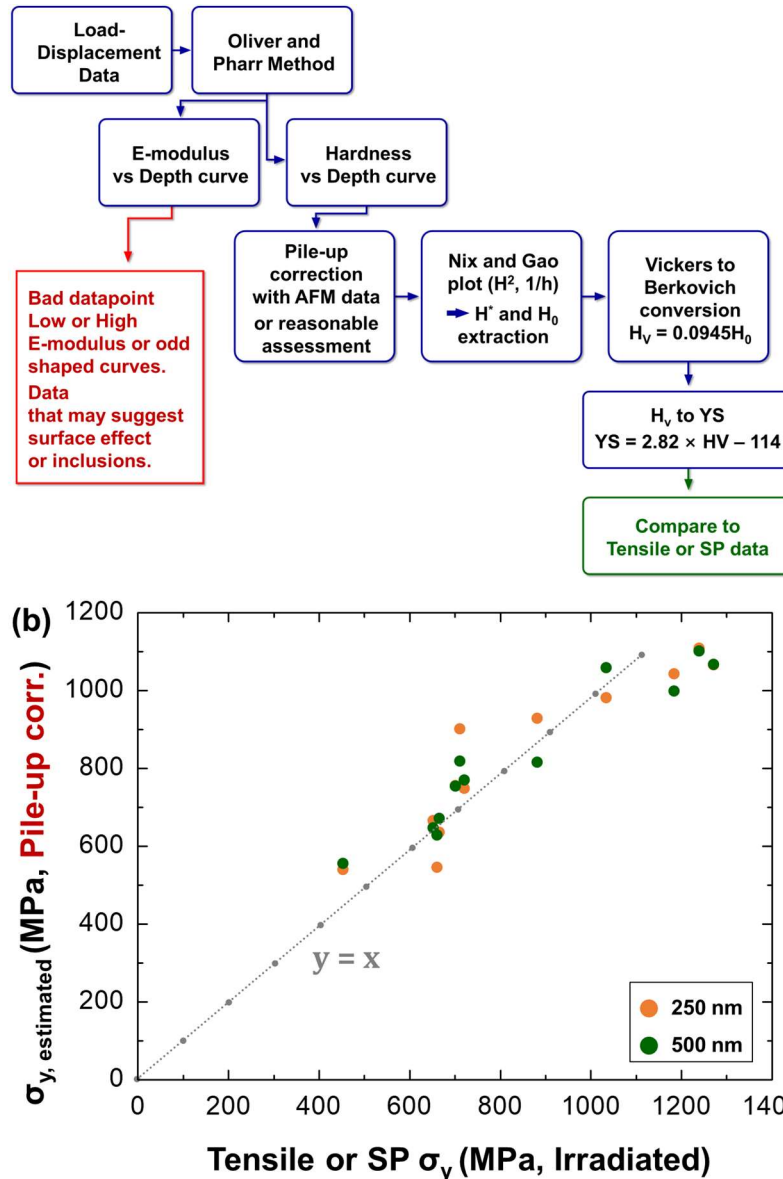 Load-
Displacement
Data
Oliver and
Pharr Method
E-modulus
vs Depth curve
Hardness
vs Depth curve
Bad datapoint
Low or High
E-modulus or odd
shaped curves.
Data
that may suggest
surface effect
or inclusions.
Pile-up
correction
with AFM data
or reasonable
assessment
Nix and Gao
plot (H², 1/h)
➡ H* and H₀
extraction
Vickers to
Berkovich
conversion
Hᵥ = 0.0945H₀
Hᵥ to YS
YS = 2.82 × HV – 114
Compare to
Tensile or SP
data
(b)
σy, estimated (MPa, Pile-up corr.)
1200
1000
800
600
400
200
0
y = x
250 nm
500 nm
0 200 400 600 800 1000 1200 140
Tensile or SP σy (MPa, Irradiated)